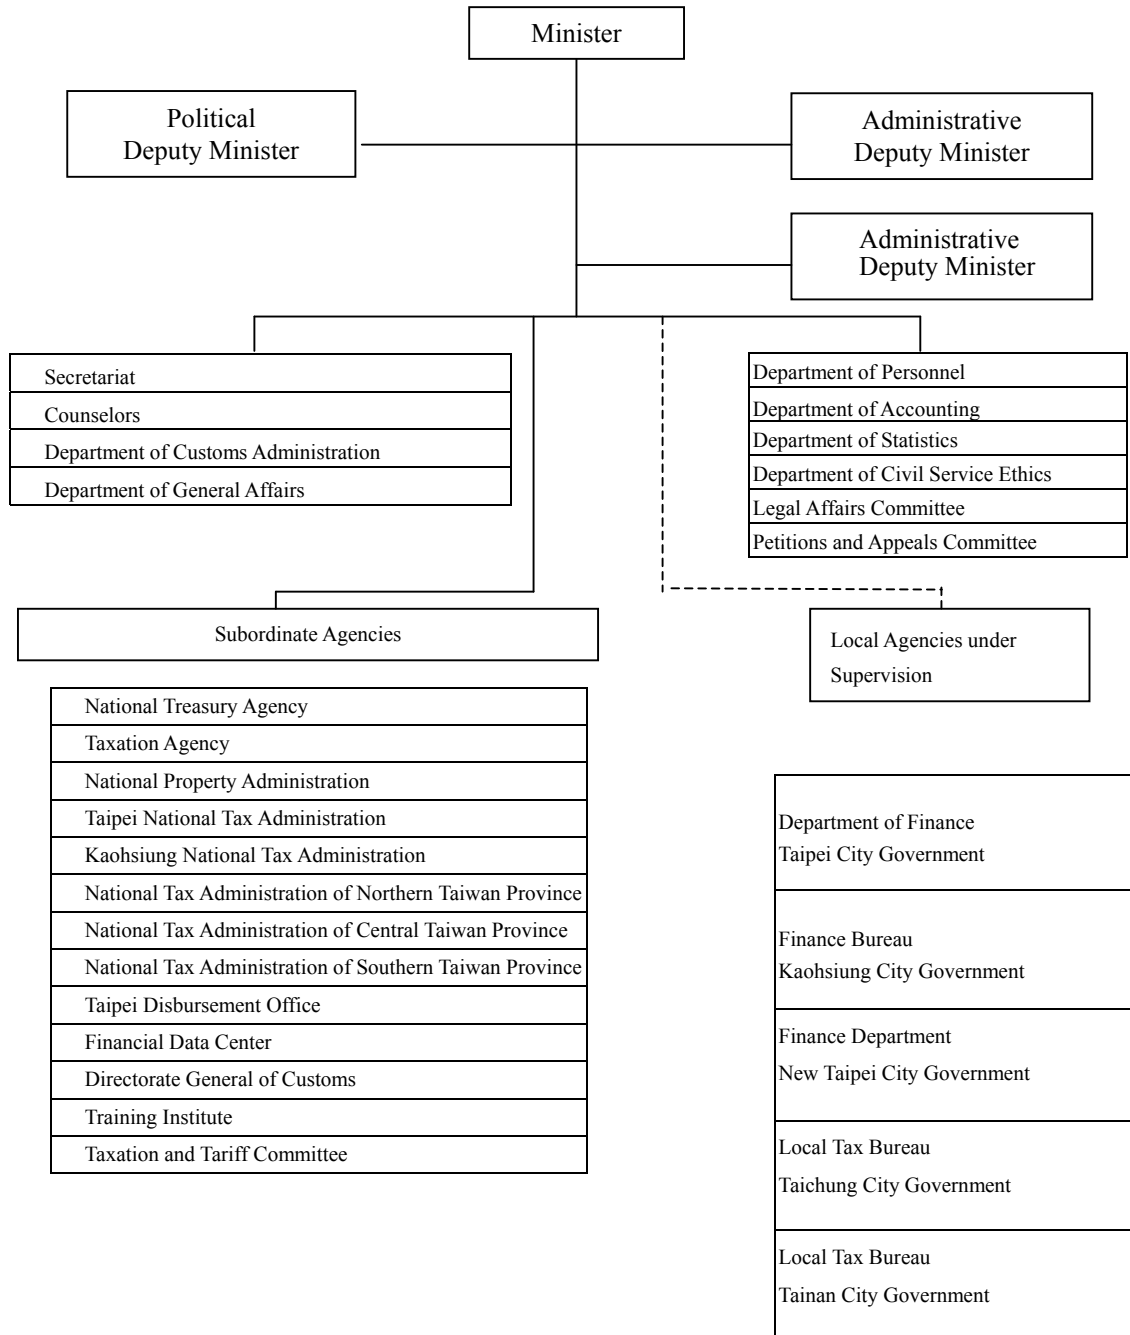 Minister
Political
Deputy Minister
Administrative
Deputy Minister
Administrative
Deputy Minister
Secretariat
Counselors
Department of Customs Administration
Department of General Affairs
Department of Personnel
Department of Accounting
Department of Statistics
Department of Civil Service Ethics
Legal Affairs Committee
Petitions and Appeals Committee
Subordinate Agencies
National Treasury Agency
Taxation Agency
National Property Administration
Taipei National Tax Administration
Kaohsiung National Tax Administration
National Tax Administration of Northern Taiwan Province
National Tax Administration of Central Taiwan Province
National Tax Administration of Southern Taiwan Province
Taipei Disbursement Office
Financial Data Center
Directorate General of Customs
Training Institute
Taxation and Tariff Committee
Local Agencies under
Supervision
Department of Finance
Taipei City Government
Finance Bureau
Kaohsiung City Government
Finance Department
New Taipei City Government
Local Tax Bureau
Taichung City Government
Local Tax Bureau
Tainan City Government